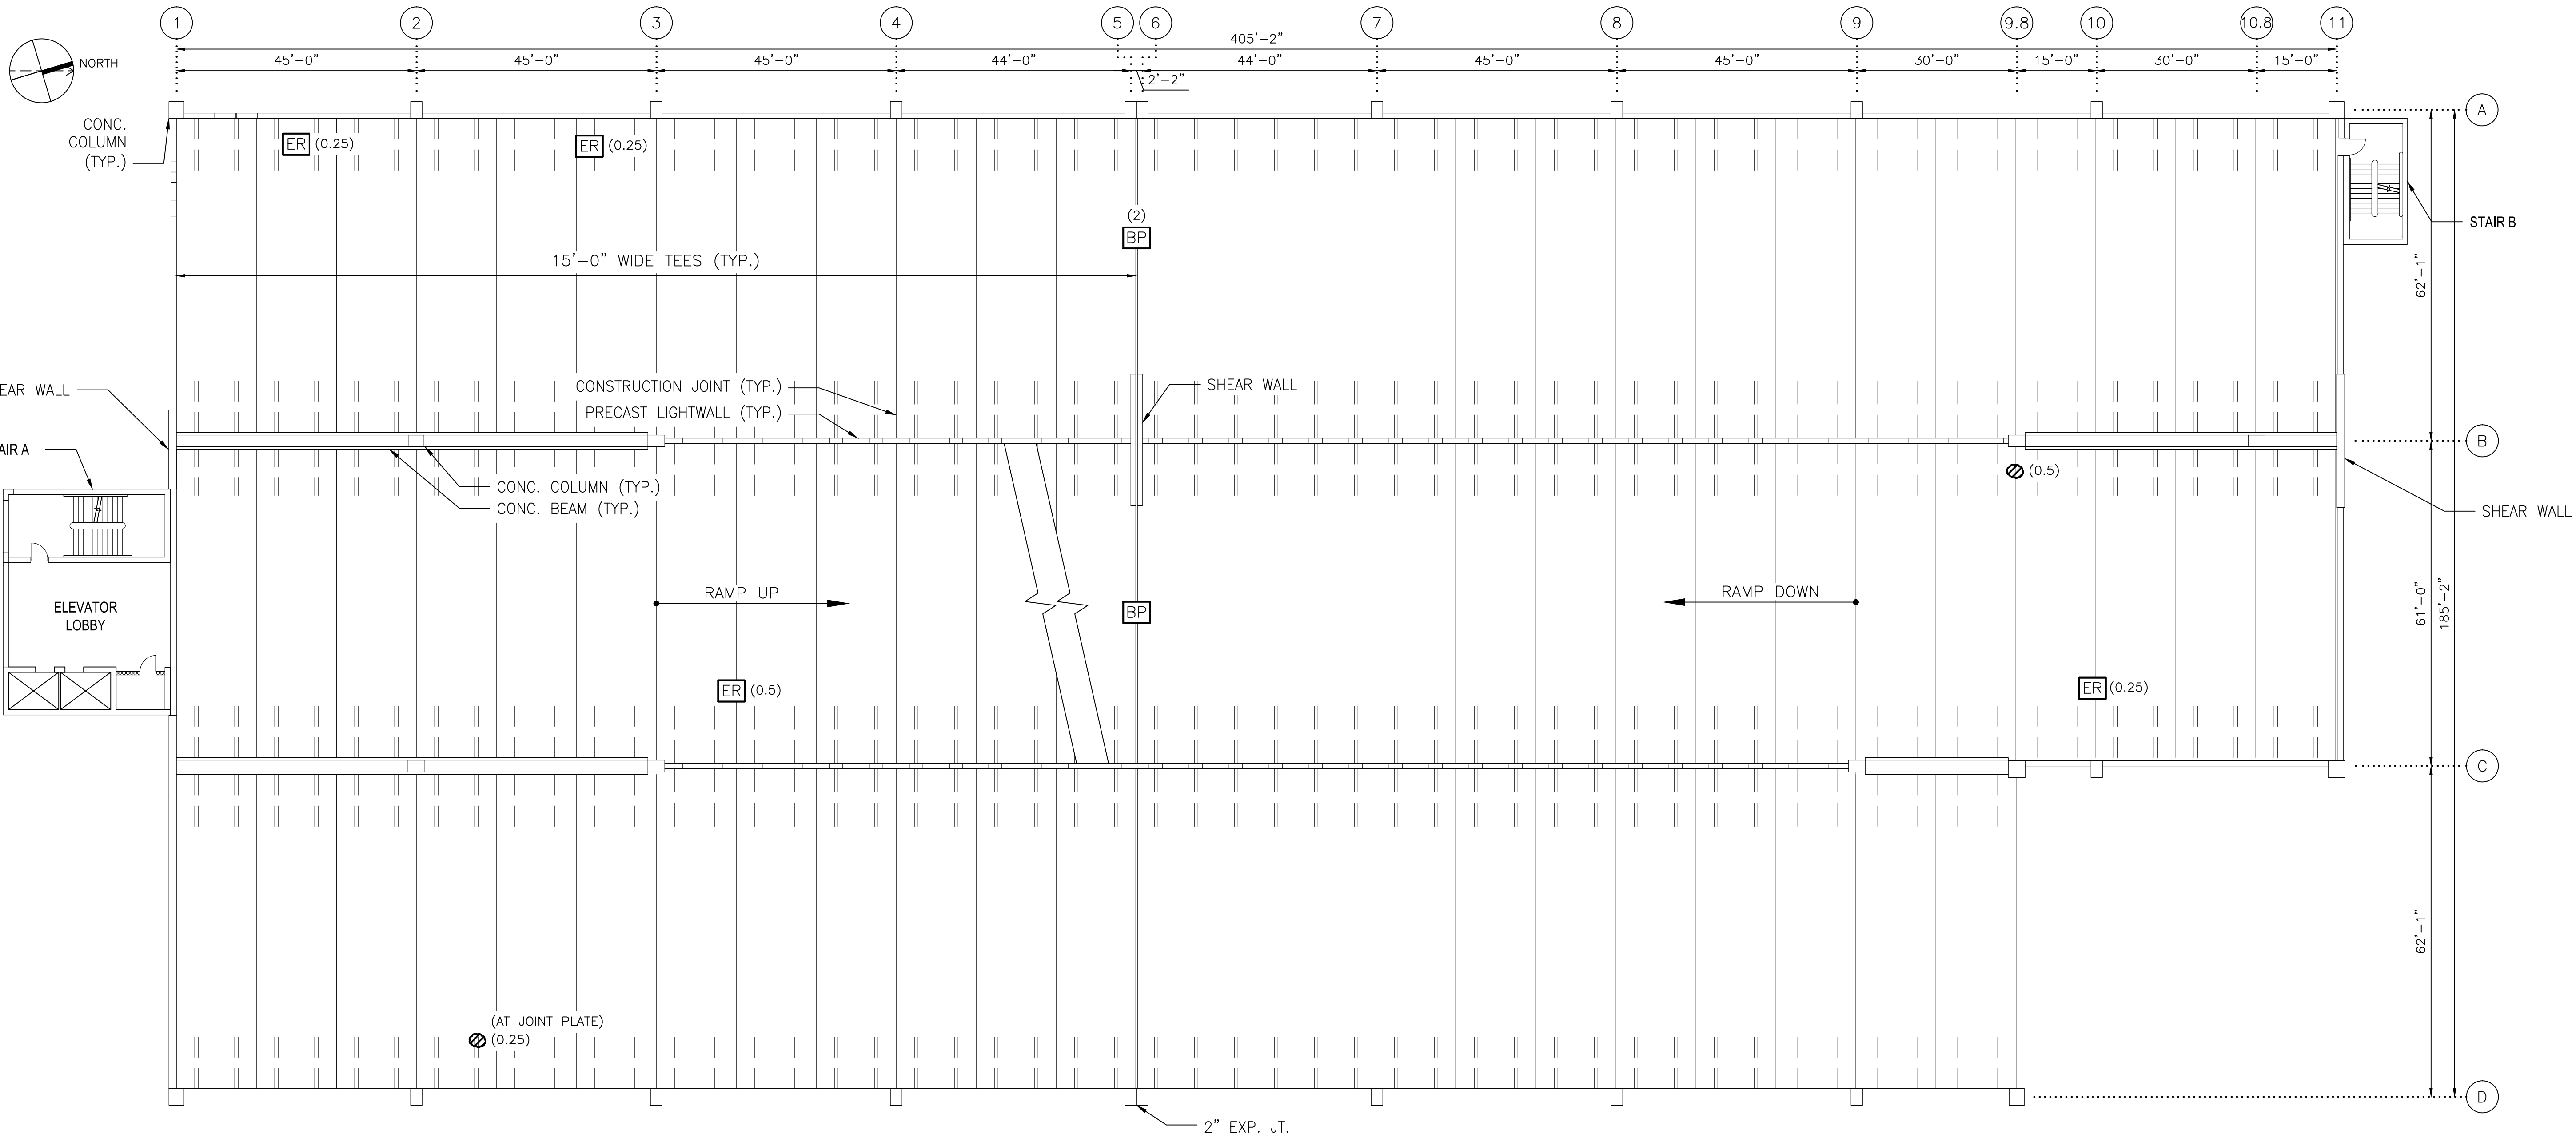 1 2 3 4 5 6 7 8 9 9.8 10 10.8 11
405'-2"
NORTH
45'-0" 45'-0" 45'-0" 44'-0" 44'-0" 45'-0" 45'-0" 30'-0" 15'-0" 30'-0" 15'-0"
2'-2"
A
CONC.
COLUMN
(TYP.)
ER (0.25)
ER (0.25)
(2)
BP
STAIR B
15'-0" WIDE TEES (TYP.)
62'-1"
EAR WALL
CONSTRUCTION JOINT (TYP.)
PRECAST LIGHTWALL (TYP.)
SHEAR WALL
B
AIR A
(0.5)
CONC. COLUMN (TYP.)
CONC. BEAM (TYP.)
SHEAR WALL
RAMP UP
BP
RAMP DOWN
61'-0"
185'-2"
ELEVATOR
LOBBY
ER (0.5)
ER (0.25)
C
62'-1"
(AT JOINT PLATE)
(0.25)
D
2" EXP. JT.